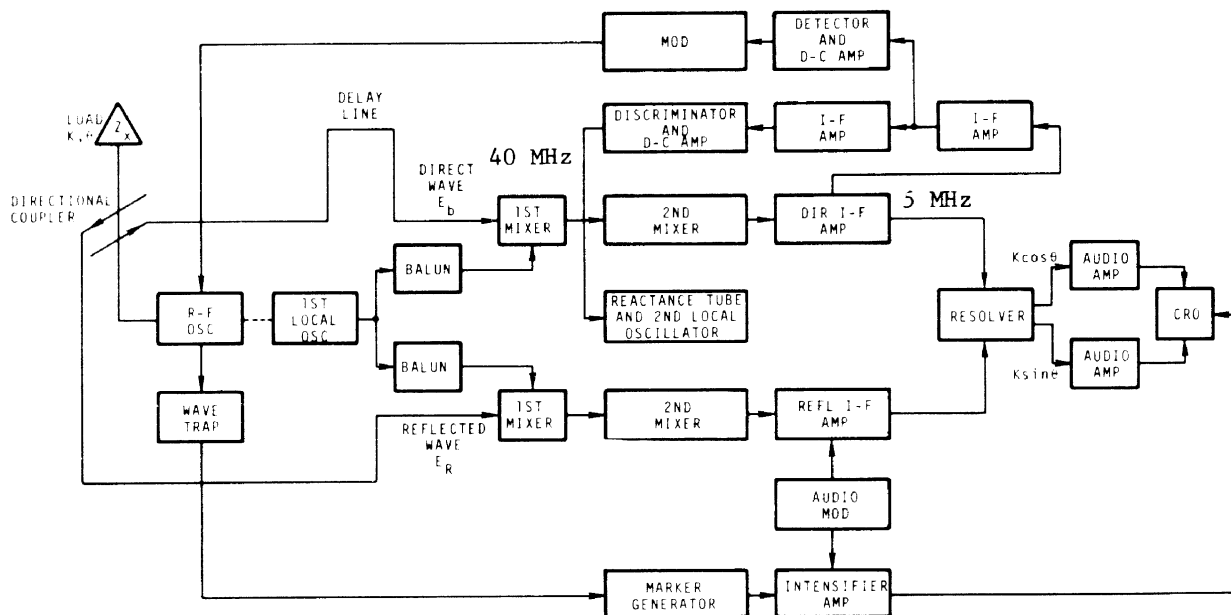 MOD
DETECTOR
AND
D-C AMP
DELAY
LINE
LOAD
K,θ
Zx
DISCRIMINATOR
AND
D-C AMP
I-F
AMP
I-F
AMP
40 MHz
DIRECTIONAL
COUPLER
DIRECT
WAVE
Eb
1ST
MIXER
2ND
MIXER
DIR I-F
AMP
5 MHz
BALUN
R-F
OSC
1ST
LOCAL
OSC
REACTANCE TUBE
AND 2ND LOCAL
OSCILLATOR
RESOLVER
Kcosθ
AUDIO
AMP
CRO
Ksinθ
AUDIO
AMP
BALUN
WAVE
TRAP
REFLECTED
WAVE
ER
1ST
MIXER
2ND
MIXER
REFL I-F
AMP
AUDIO
MOD
MARKER
GENERATOR
INTENSIFIER
AMP